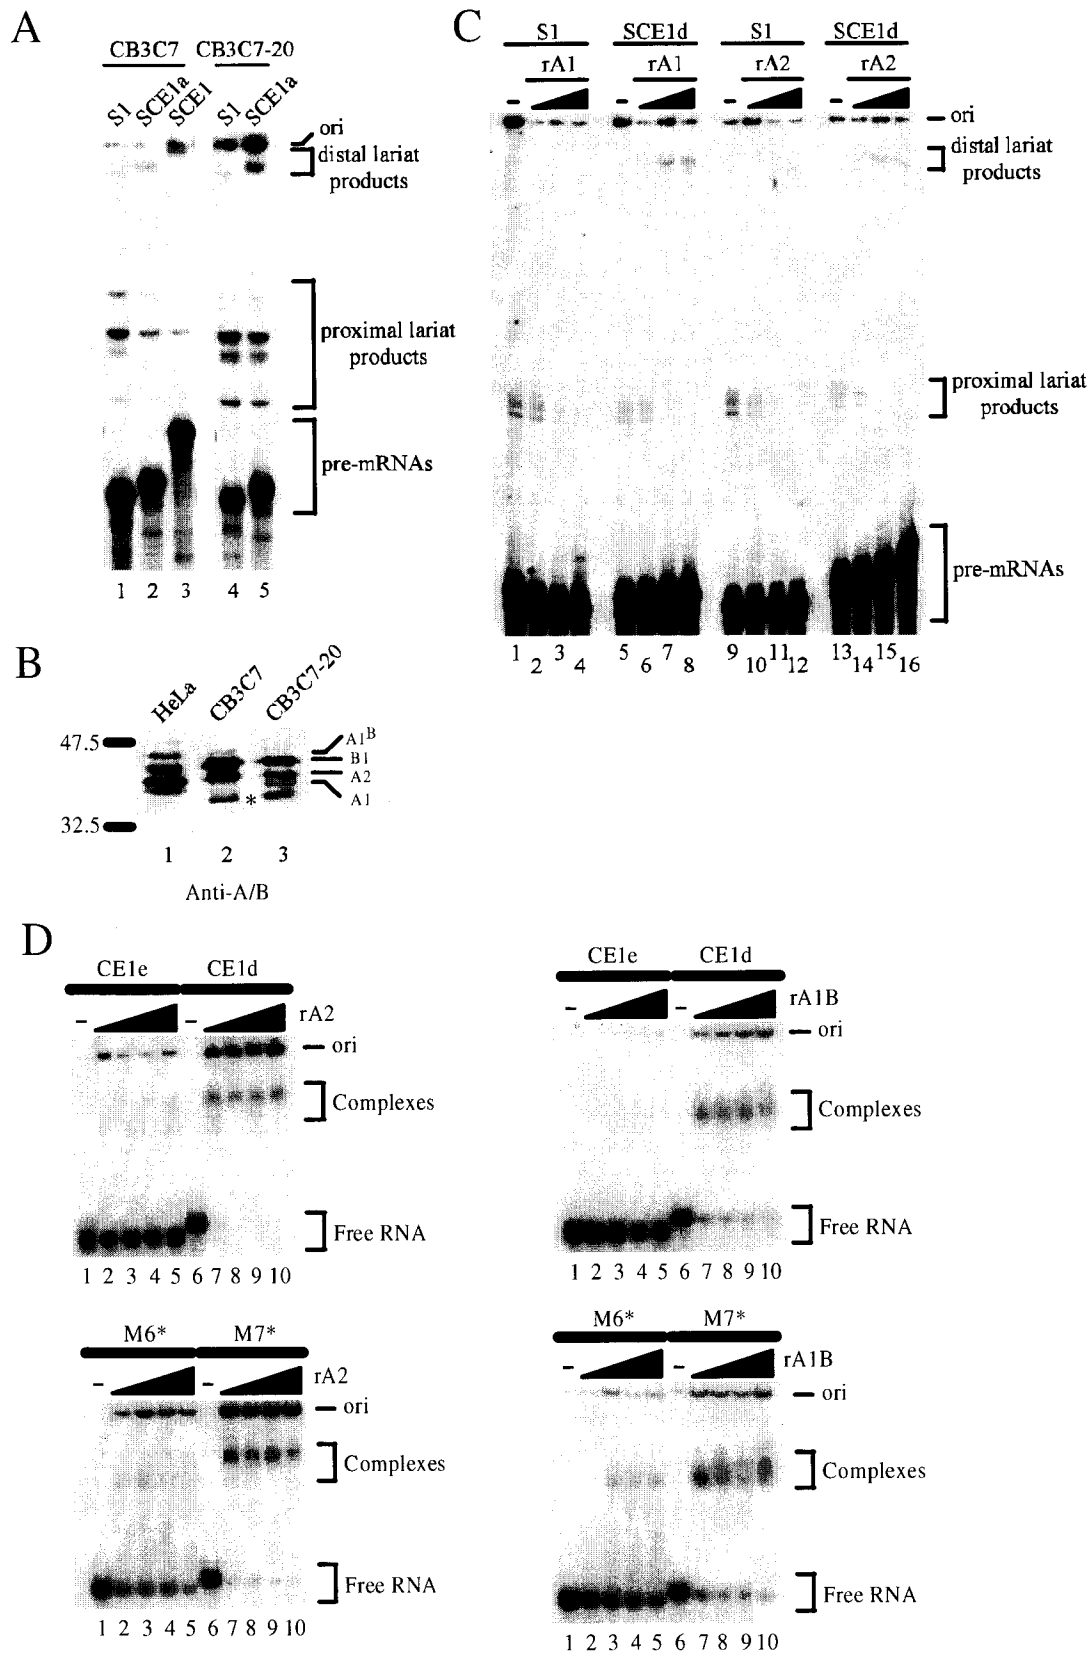 A
CB3C7 CB3C7-20
S1 SCE1a SCE1 S1 SCE1a
ori
distal lariat
products
proximal lariat
products
pre-mRNAs
1 2 3 4 5
B
HeLa CB3C7 CB3C7-20
47.5
32.5
A1B
B1
A2
A1
*
1 2 3
Anti-A/B
C
S1 SCE1d S1 SCE1d
rA1 rA1 rA2 rA2
- - - -
ori
distal lariat
products
proximal lariat
products
pre-mRNAs
1 2 3 4 5 6 7 8 9 10 11 12 13 14 15 16
D
CE1e CE1d
- - rA2
ori
Complexes
Free RNA
1 2 3 4 5 6 7 8 9 10
CE1e CE1d
- - rA1B
ori
Complexes
Free RNA
1 2 3 4 5 6 7 8 9 10
M6* M7*
- - rA2
ori
Complexes
Free RNA
1 2 3 4 5 6 7 8 9 10
M6* M7*
- - rA1B
ori
Complexes
Free RNA
1 2 3 4 5 6 7 8 9 10